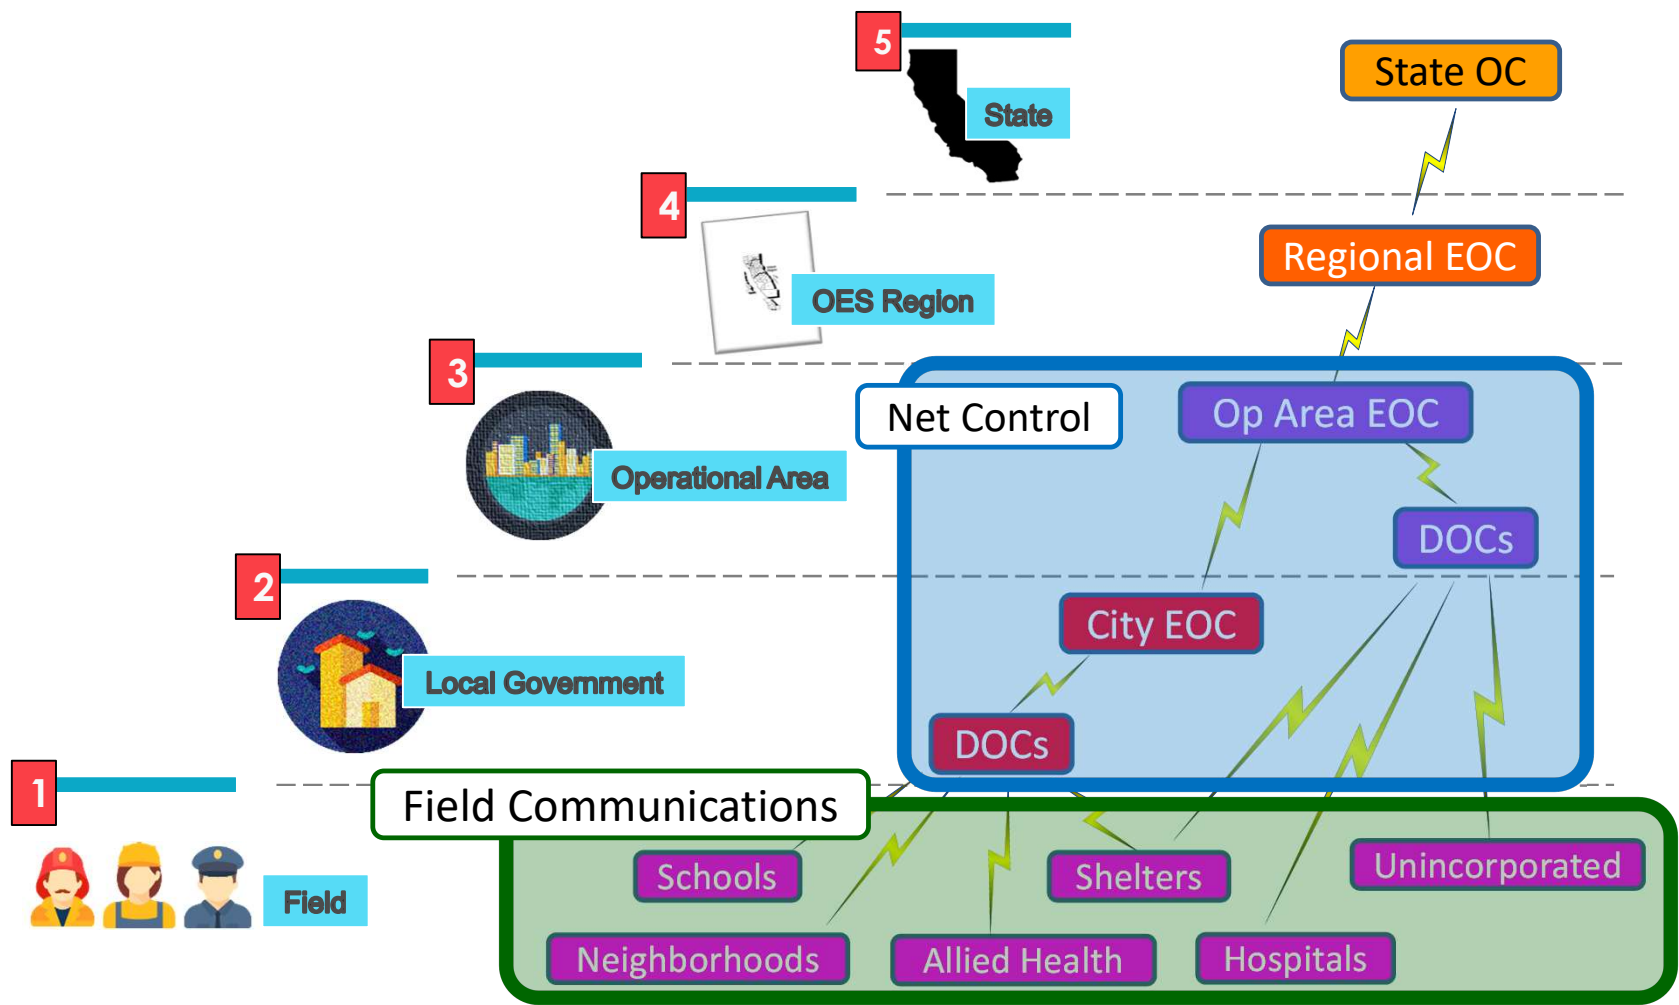 5
State
State OC
4
OES Region
Regional EOC
3
Operational Area
Net Control
Op Area EOC
DOCs
2
Local Government
City EOC
DOCs
1
Field
Field Communications
Schools
Shelters
Unincorporated
Neighborhoods
Allied Health
Hospitals